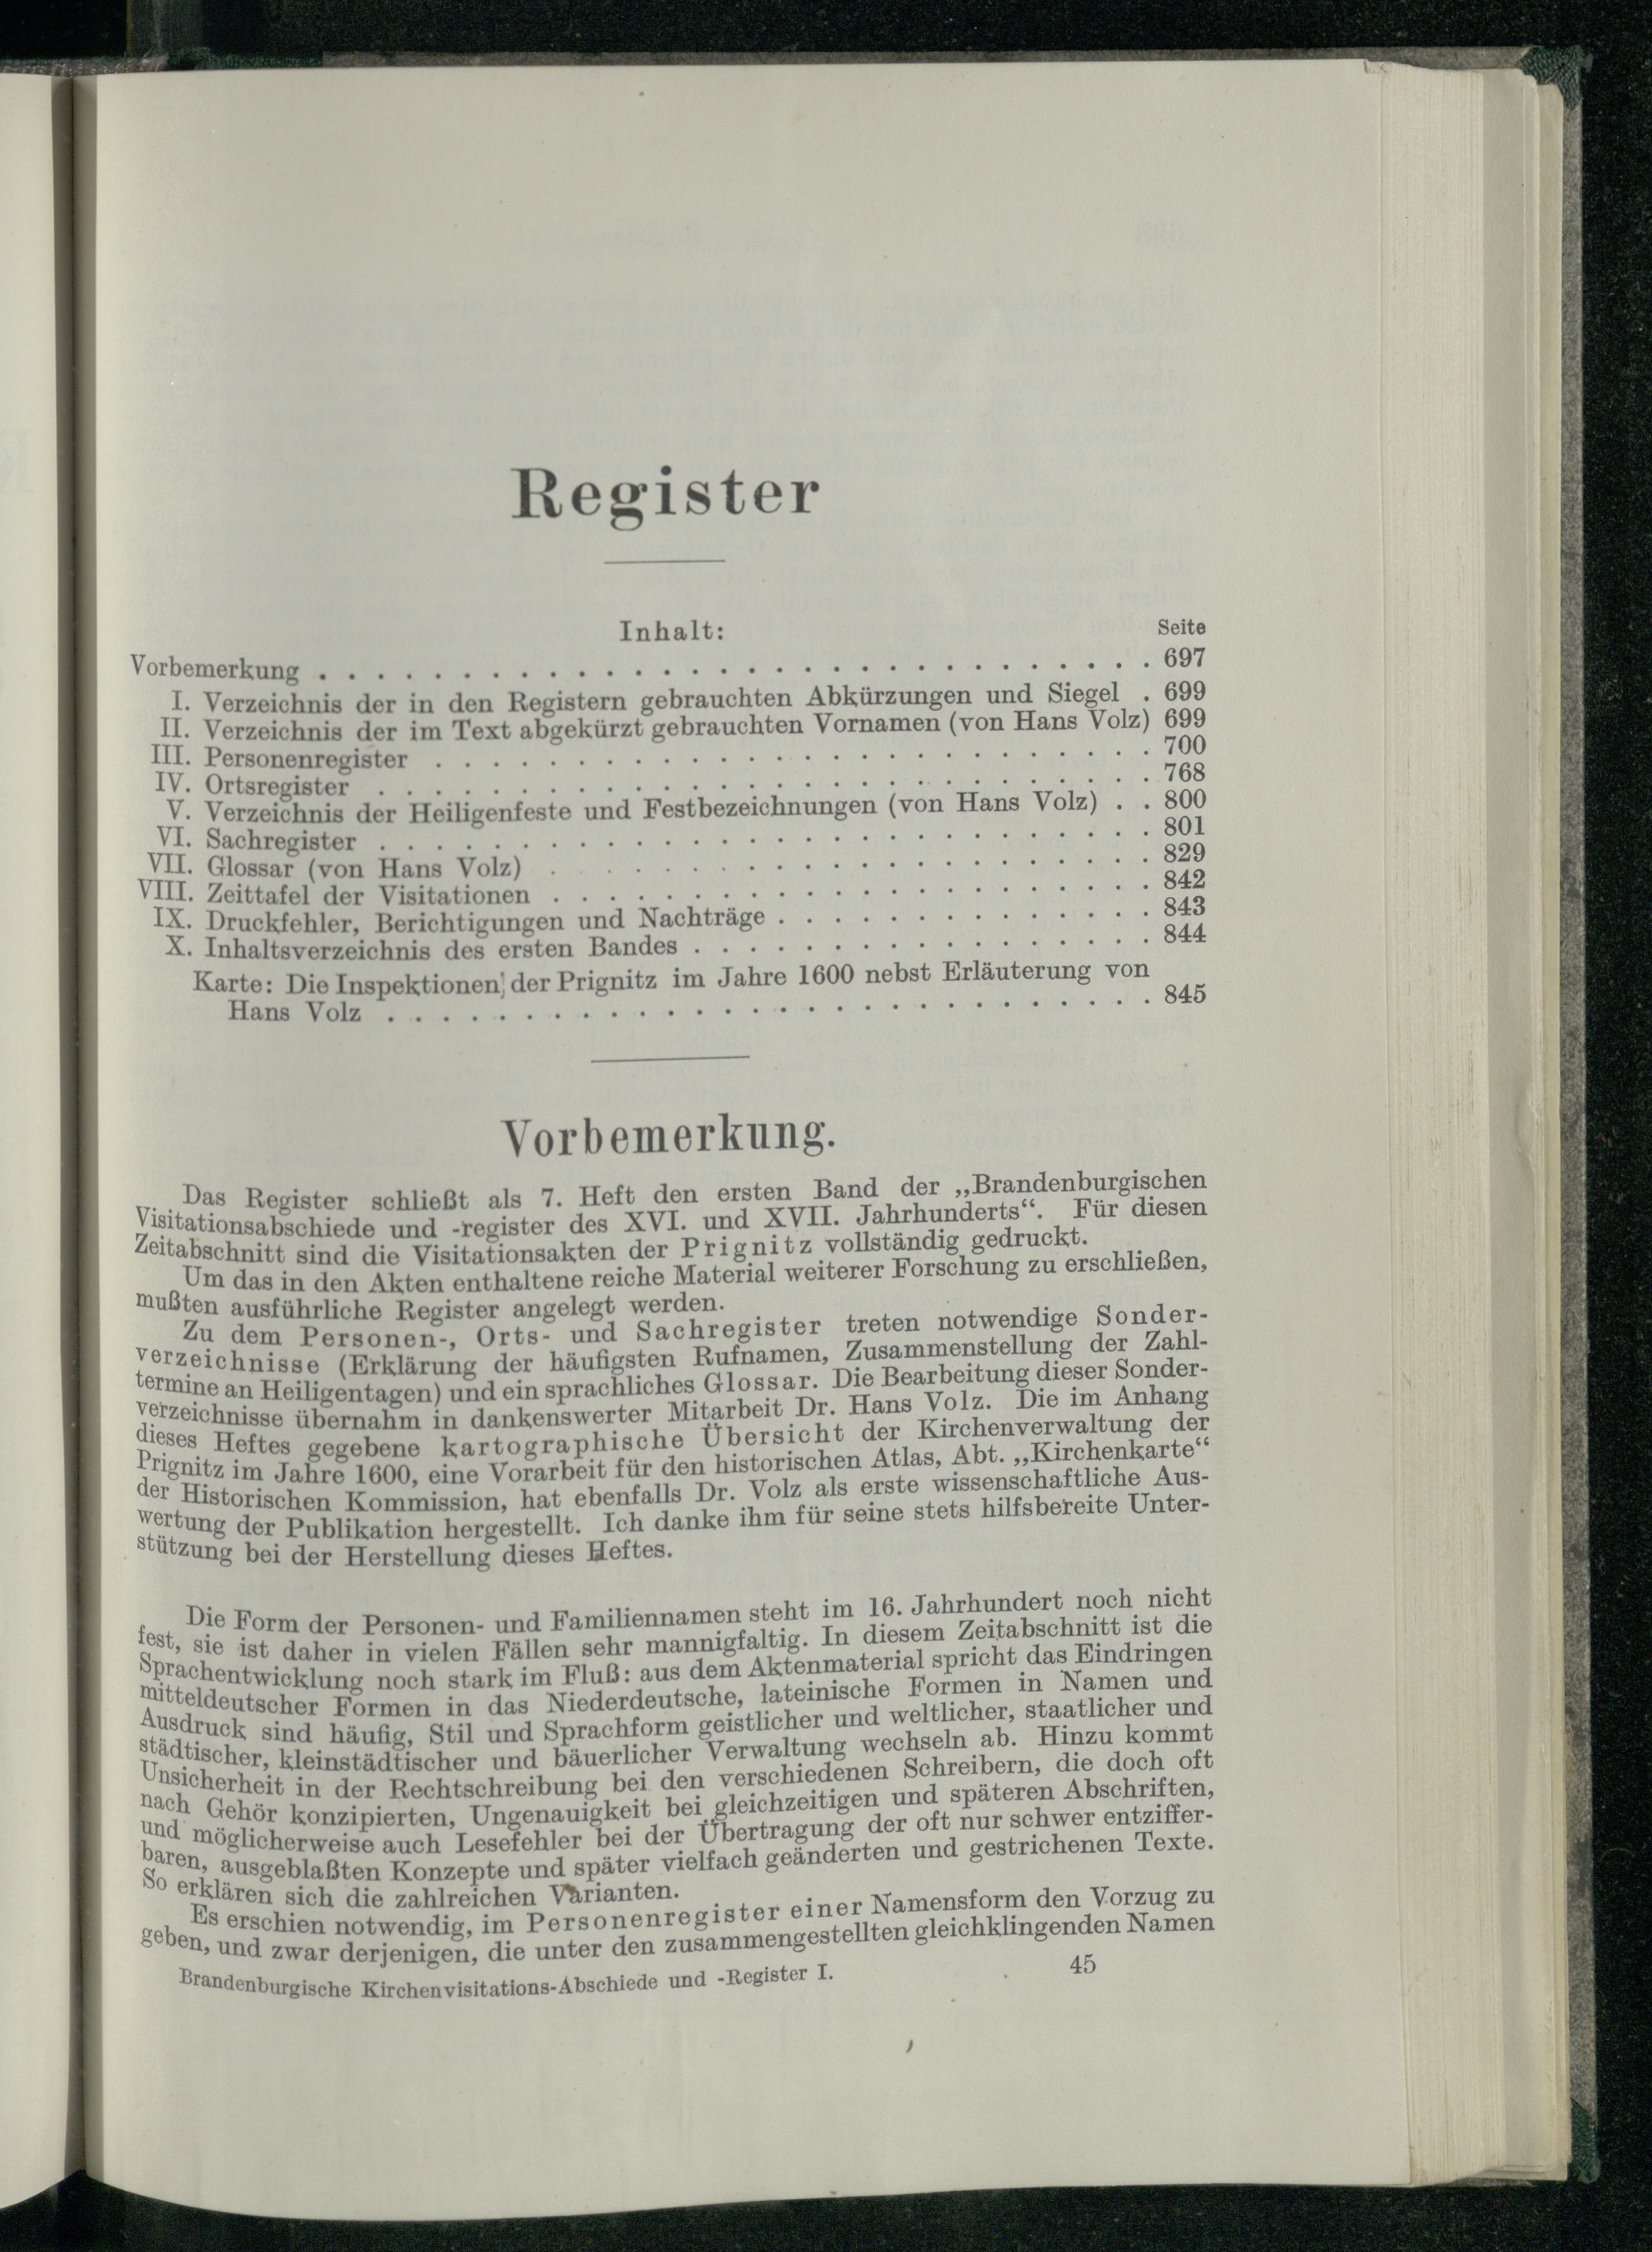 Register
Inhalt:
Seite
Vorbemerkung . . . . . . . . . . . . . . . . . . . . . . . . . . . . . . 697
I. Verzeichnis der in den Registern gebrauchten Abkürzungen und Siegel . 699
II. Verzeichnis der im Text abgekürzt gebrauchten Vornamen (von Hans Volz) 699
III. Personenregister . . . . . . . . . . . . . . . . . . . . . . . . . . 700
IV. Ortsregister . . . . . . . . . . . . . . . . . . . . . . . . . . . . 768
V. Verzeichnis der Heiligenfeste und Festbezeichnungen (von Hans Volz) . . 800
VI. Sachregister . . . . . . . . . . . . . . . . . . . . . . . . . . . . 801
VII. Glossar (von Hans Volz) . . . . . . . . . . . . . . . . . . . . . . 829
VIII. Zeittafel der Visitationen . . . . . . . . . . . . . . . . . . . . . 842
IX. Druckfehler, Berichtigungen und Nachträge . . . . . . . . . . . . . . 843
X. Inhaltsverzeichnis des ersten Bandes . . . . . . . . . . . . . . . . . 844
Karte: Die Inspektionen der Prignitz im Jahre 1600 nebst Erläuterung von
Hans Volz . . . . . . . . . . . . . . . . . . . . . . . . . . . . 845
Vorbemerkung.
Das Register schließt als 7. Heft den ersten Band der „Brandenburgischen
Visitationsabschiede und -register des XVI. und XVII. Jahrhunderts“. Für diesen
Zeitabschnitt sind die Visitationsakten der Prignitz vollständig gedruckt.
Um das in den Akten enthaltene reiche Material weiterer Forschung zu erschließen,
mußten ausführliche Register angelegt werden.
Zu dem Personen-, Orts- und Sachregister treten notwendige Sonder-
verzeichnisse (Erklärung der häufigsten Rufnamen, Zusammenstellung der Zahl-
termine an Heiligentagen) und ein sprachliches Glossar. Die Bearbeitung dieser Sonder-
verzeichnisse übernahm in dankenswerter Mitarbeit Dr. Hans Volz. Die im Anhang
dieses Heftes gegebene kartographische Übersicht der Kirchenverwaltung der
Prignitz im Jahre 1600, eine Vorarbeit für den historischen Atlas, Abt. „Kirchenkarte“
der Historischen Kommission, hat ebenfalls Dr. Volz als erste wissenschaftliche Aus-
wertung der Publikation hergestellt. Ich danke ihm für seine stets hilfsbereite Unter-
stützung bei der Herstellung dieses Heftes.
Die Form der Personen- und Familiennamen steht im 16. Jahrhundert noch nicht
fest, sie ist daher in vielen Fällen sehr mannigfaltig. In diesem Zeitabschnitt ist die
Sprachentwicklung noch stark im Fluß: aus dem Aktenmaterial spricht das Eindringen
mitteldeutscher Formen in das Niederdeutsche, lateinische Formen in Namen und
Ausdruck sind häufig, Stil und Sprachform geistlicher und weltlicher, staatlicher und
städtischer, kleinstädtischer und bäuerlicher Verwaltung wechseln ab. Hinzu kommt
Unsicherheit in der Rechtschreibung bei den verschiedenen Schreibern, die doch oft
nach Gehör konzipierten, Ungenauigkeit bei gleichzeitigen und späteren Abschriften,
und möglicherweise auch Lesefehler bei der Übertragung der oft nur schwer entziffer-
baren, ausgeblaßten Konzepte und später vielfach geänderten und gestrichenen Texte.
So erklären sich die zahlreichen Varianten.
Es erschien notwendig, im Personenregister einer Namensform den Vorzug zu
geben, und zwar derjenigen, die unter den zusammengestellten gleichklingenden Namen
Brandenburgische Kirchenvisitations-Abschiede und -Register I. 45